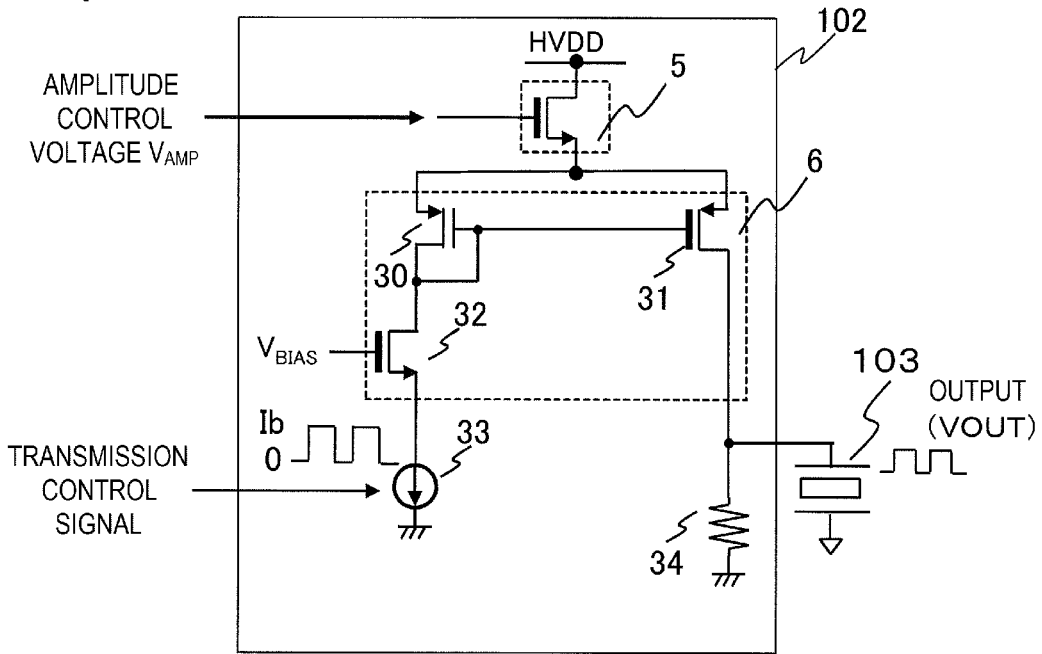 102
HVDD
5
AMPLITUDE
CONTROL
VOLTAGE VAMP
6
30
31
32
VBIAS
103
OUTPUT
(VOUT)
Ib
0
33
TRANSMISSION
CONTROL
SIGNAL
34